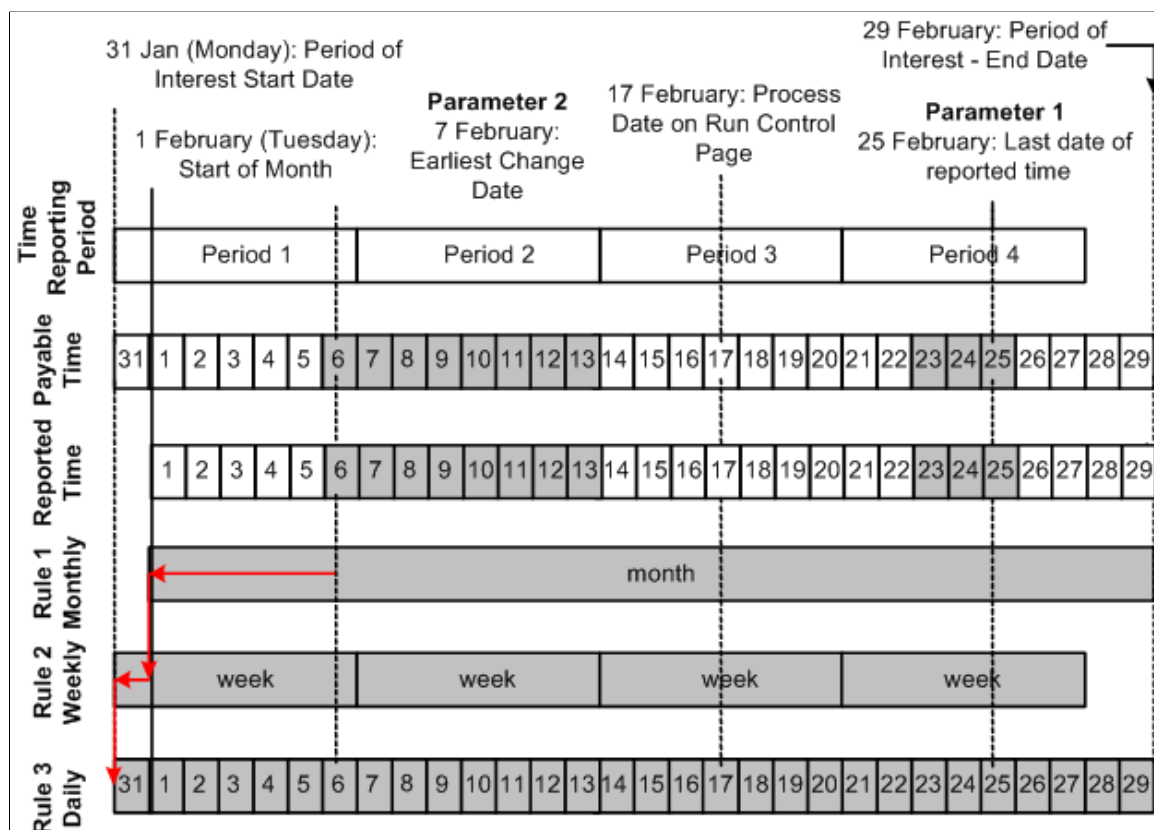 31 Jan (Monday): Period of
Interest Start Date
1 February (Tuesday):
Start of Month
Parameter 2
7 February:
Earliest Change
Date
17 February: Process
Date on Run Control
Page
29 February: Period of
Interest - End Date
Parameter 1
25 February: Last date of
reported time
Time
Reporting
Period
Period 1 Period 2 Period 3 Period 4
Payable
Time
31 1 2 3 4 5 6 7 8 9 10 11 12 13 14 15 16 17 18 19 20 21 22 23 24 25 26 27 28 29
Reported
Time
1 2 3 4 5 6 7 8 9 10 11 12 13 14 15 16 17 18 19 20 21 22 23 24 25 26 27 28 29
Rule 1
Monthly
month
Rule 2
Weekly
week week week week
Rule 3
Daily
31 1 2 3 4 5 6 7 8 9 10 11 12 13 14 15 16 17 18 19 20 21 22 23 24 25 26 27 28 29